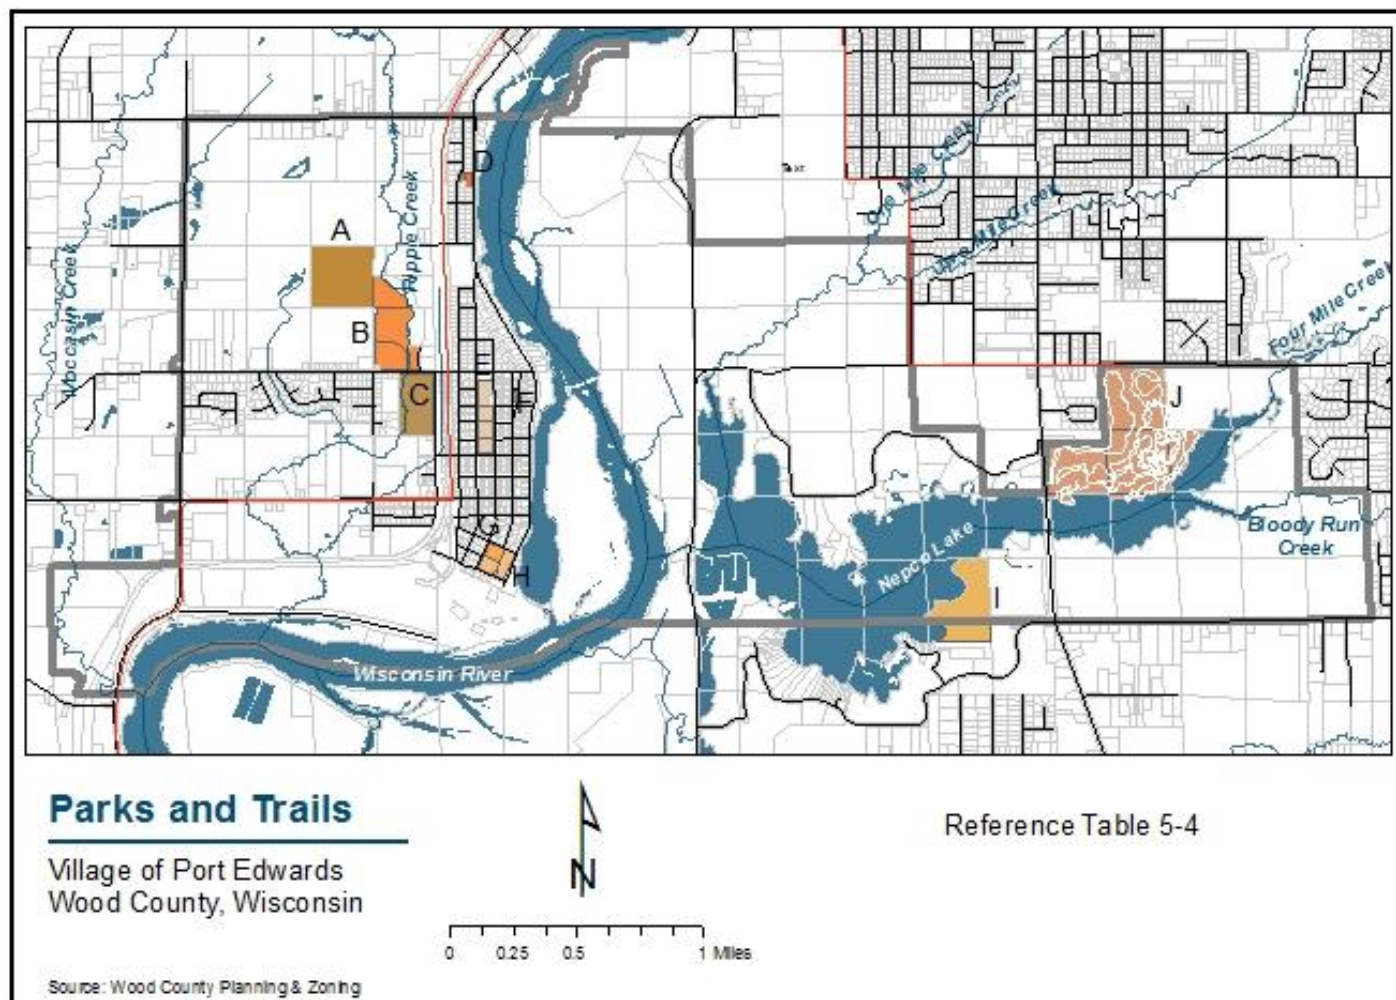 D
Text
One Mile Creek
Two Mile Creek
A
Ripple Creek
Moccasin Creek
Four Mile Creek
B
E
C
F
J
G
Nepco Lake
Bloody Run
Creek
H
I
Wisconsin River
Parks and Trails
Village of Port Edwards
Wood County, Wisconsin
N
Reference Table 5-4
0 0.25 0.5 1 Miles
Source: Wood County Planning & Zoning